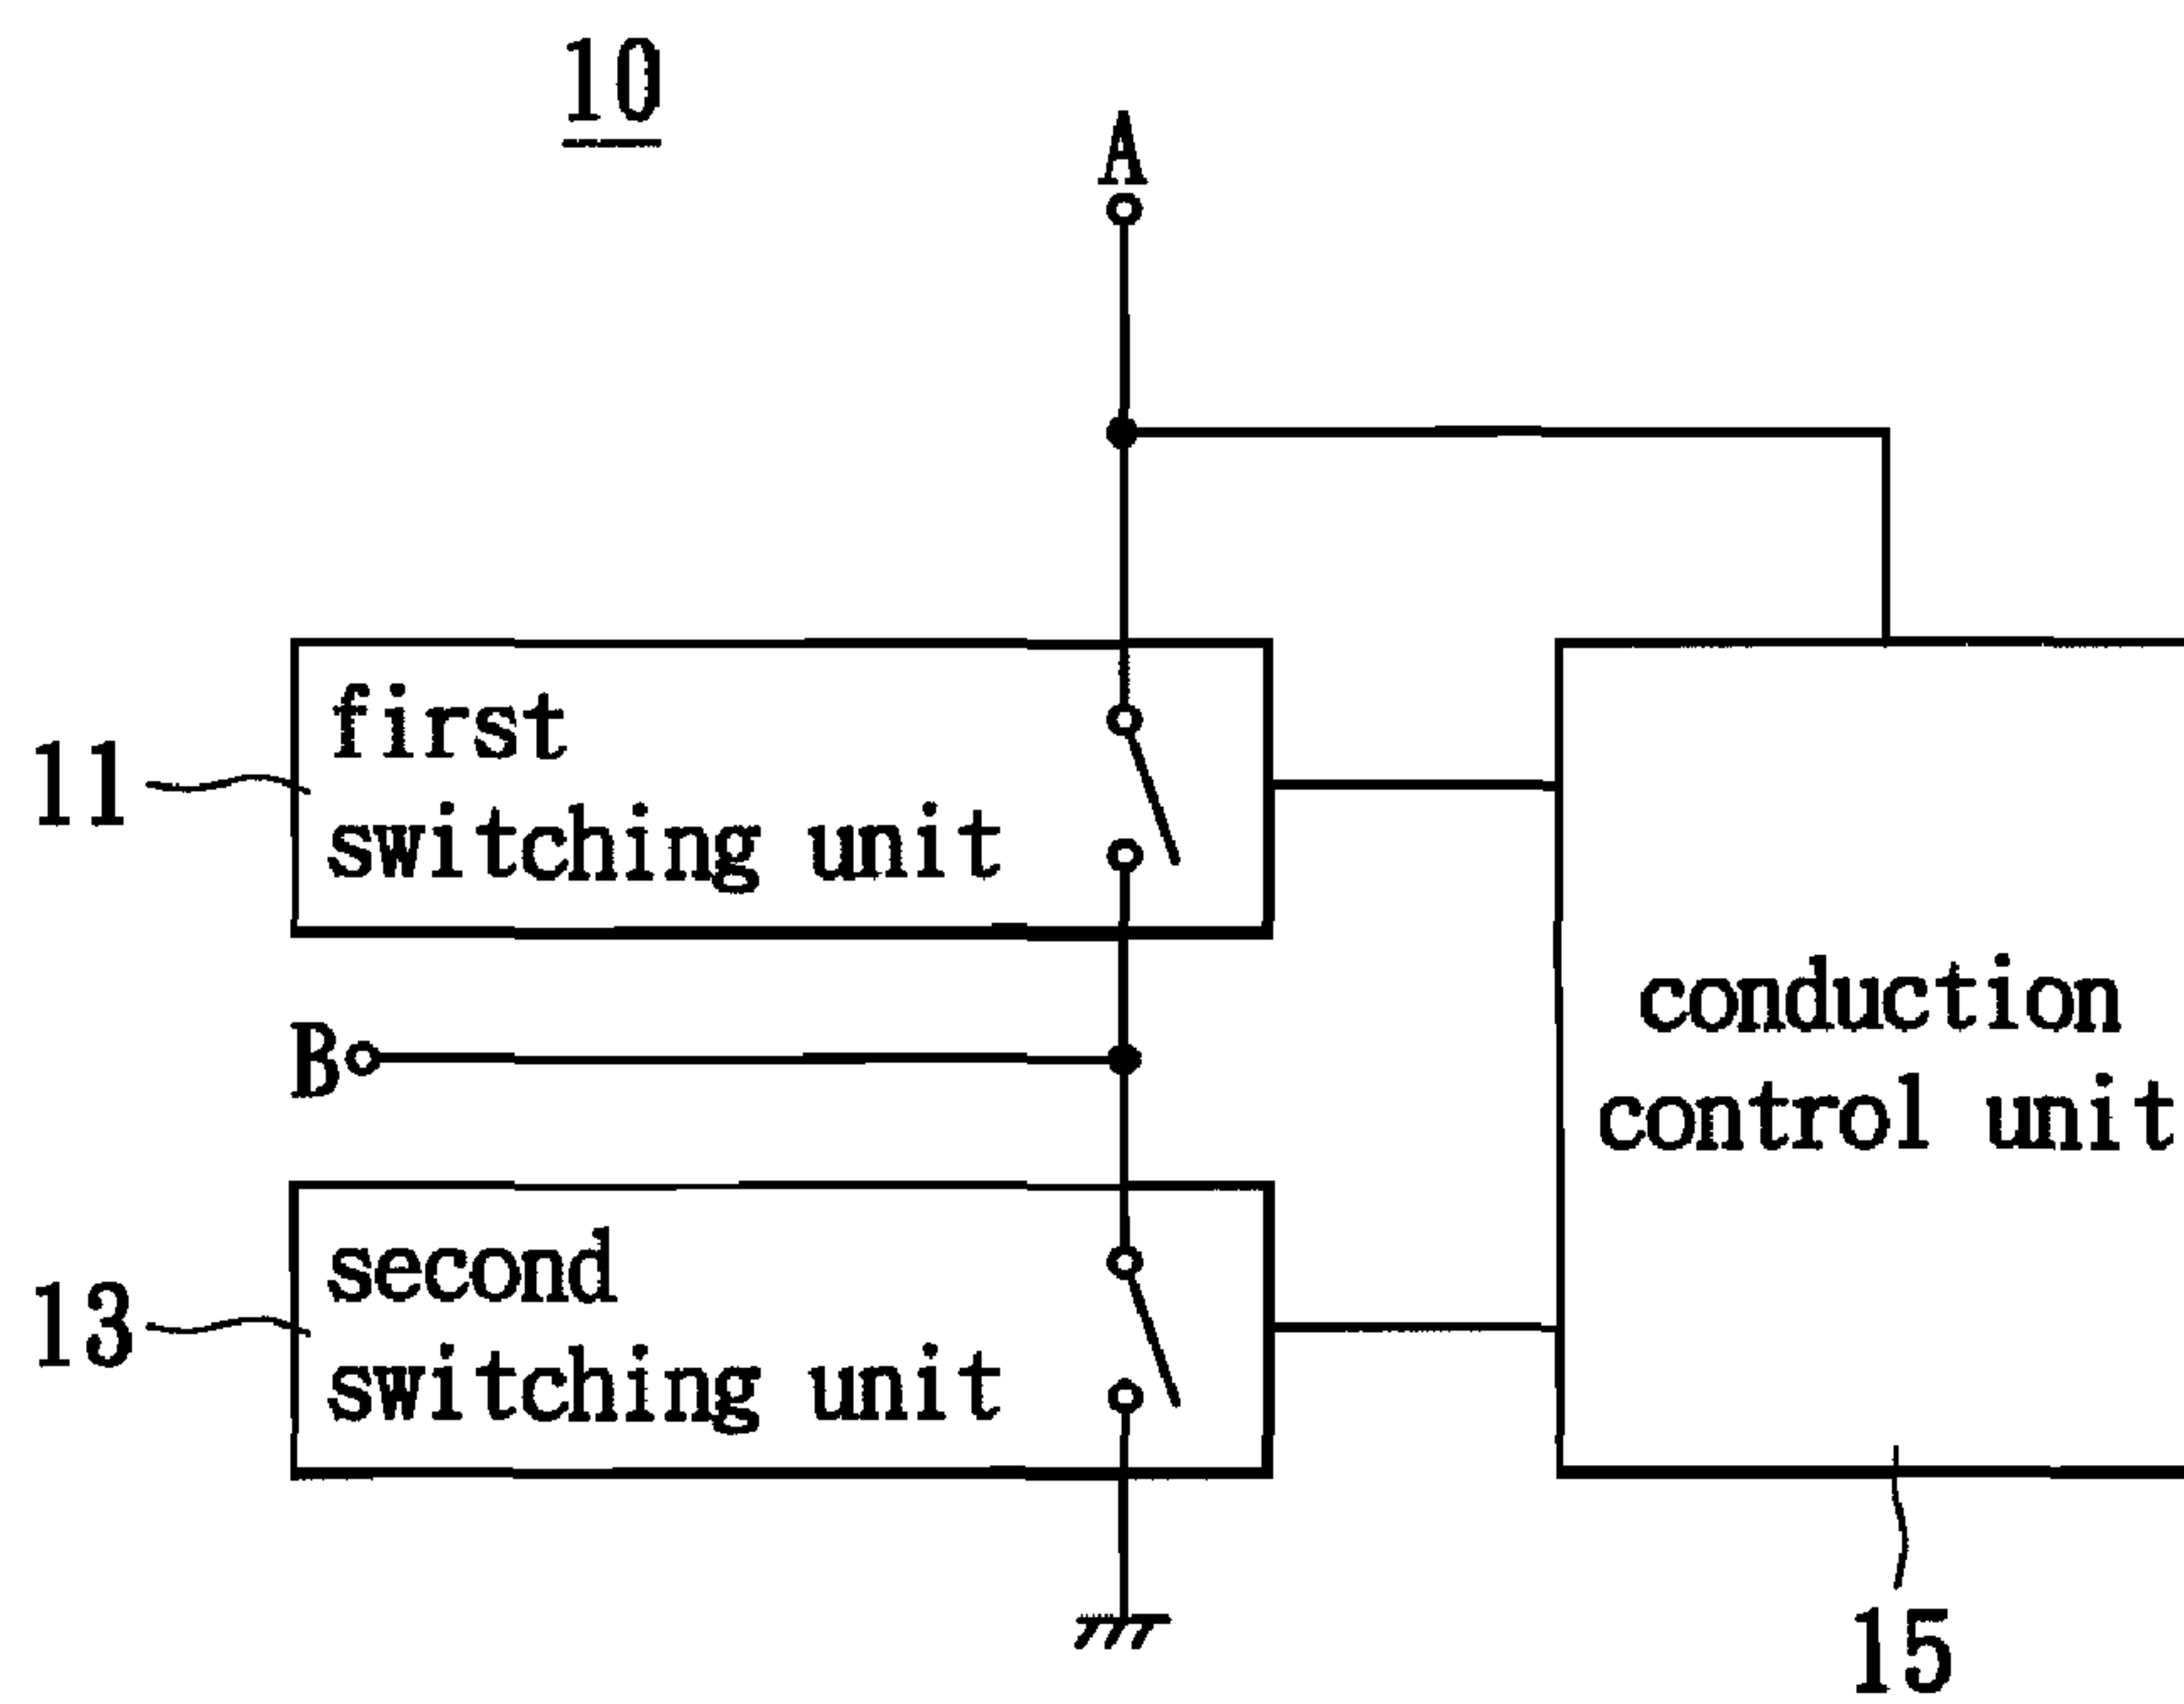 10
A
first
switching unit
11
conduction
control unit
B
second
switching unit
13
15